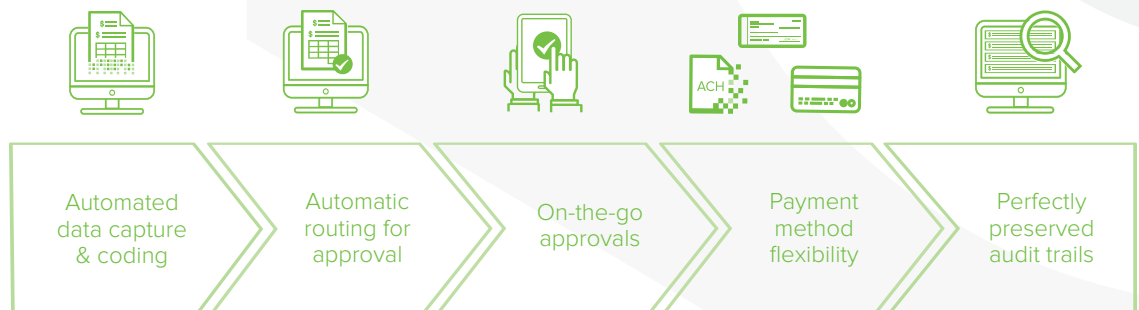 $
$
$
$
ACH
$
$
$
$
Automated
data capture
& coding
Automatic
routing for
approval
On-the-go
approvals
Payment
method
flexibility
Perfectly
preserved
audit trails